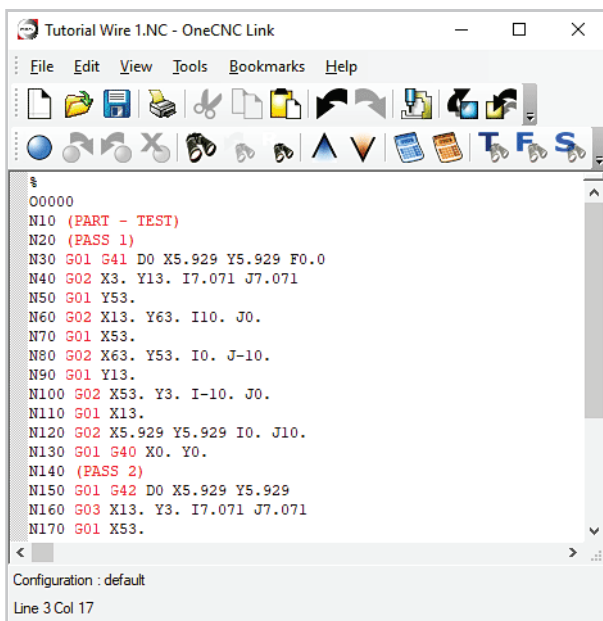 Tutorial Wire 1.NC - OneCNC Link
File Edit View Tools Bookmarks Help
T F S
%
O0000
N10 (PART - TEST)
N20 (PASS 1)
N30 G01 G41 D0 X5.929 Y5.929 F0.0
N40 G02 X3. Y13. I7.071 J7.071
N50 G01 Y53.
N60 G02 X13. Y63. I10. J0.
N70 G01 X53.
N80 G02 X63. Y53. I0. J-10.
N90 G01 Y13.
N100 G02 X53. Y3. I-10. J0.
N110 G01 X13.
N120 G02 X5.929 Y5.929 I0. J10.
N130 G01 G40 X0. Y0.
N140 (PASS 2)
N150 G01 G42 D0 X5.929 Y5.929
N160 G03 X13. Y3. I7.071 J7.071
N170 G01 X53.
Configuration : default
Line 3 Col 17